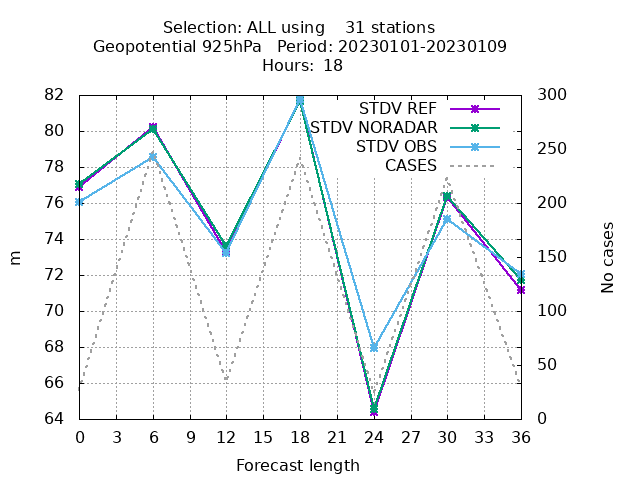 Selection: ALL using    31 stations
Geopotential 925hPa   Period: 20230101-20230109
Hours: 18
STDV REF
STDV NORADAR
STDV OBS
CASES
82
80
78
76
74
72
70
68
66
64
m
300
250
200
150
100
50
0
No cases
0 3 6 9 12 15 18 21 24 27 30 33 36
Forecast length